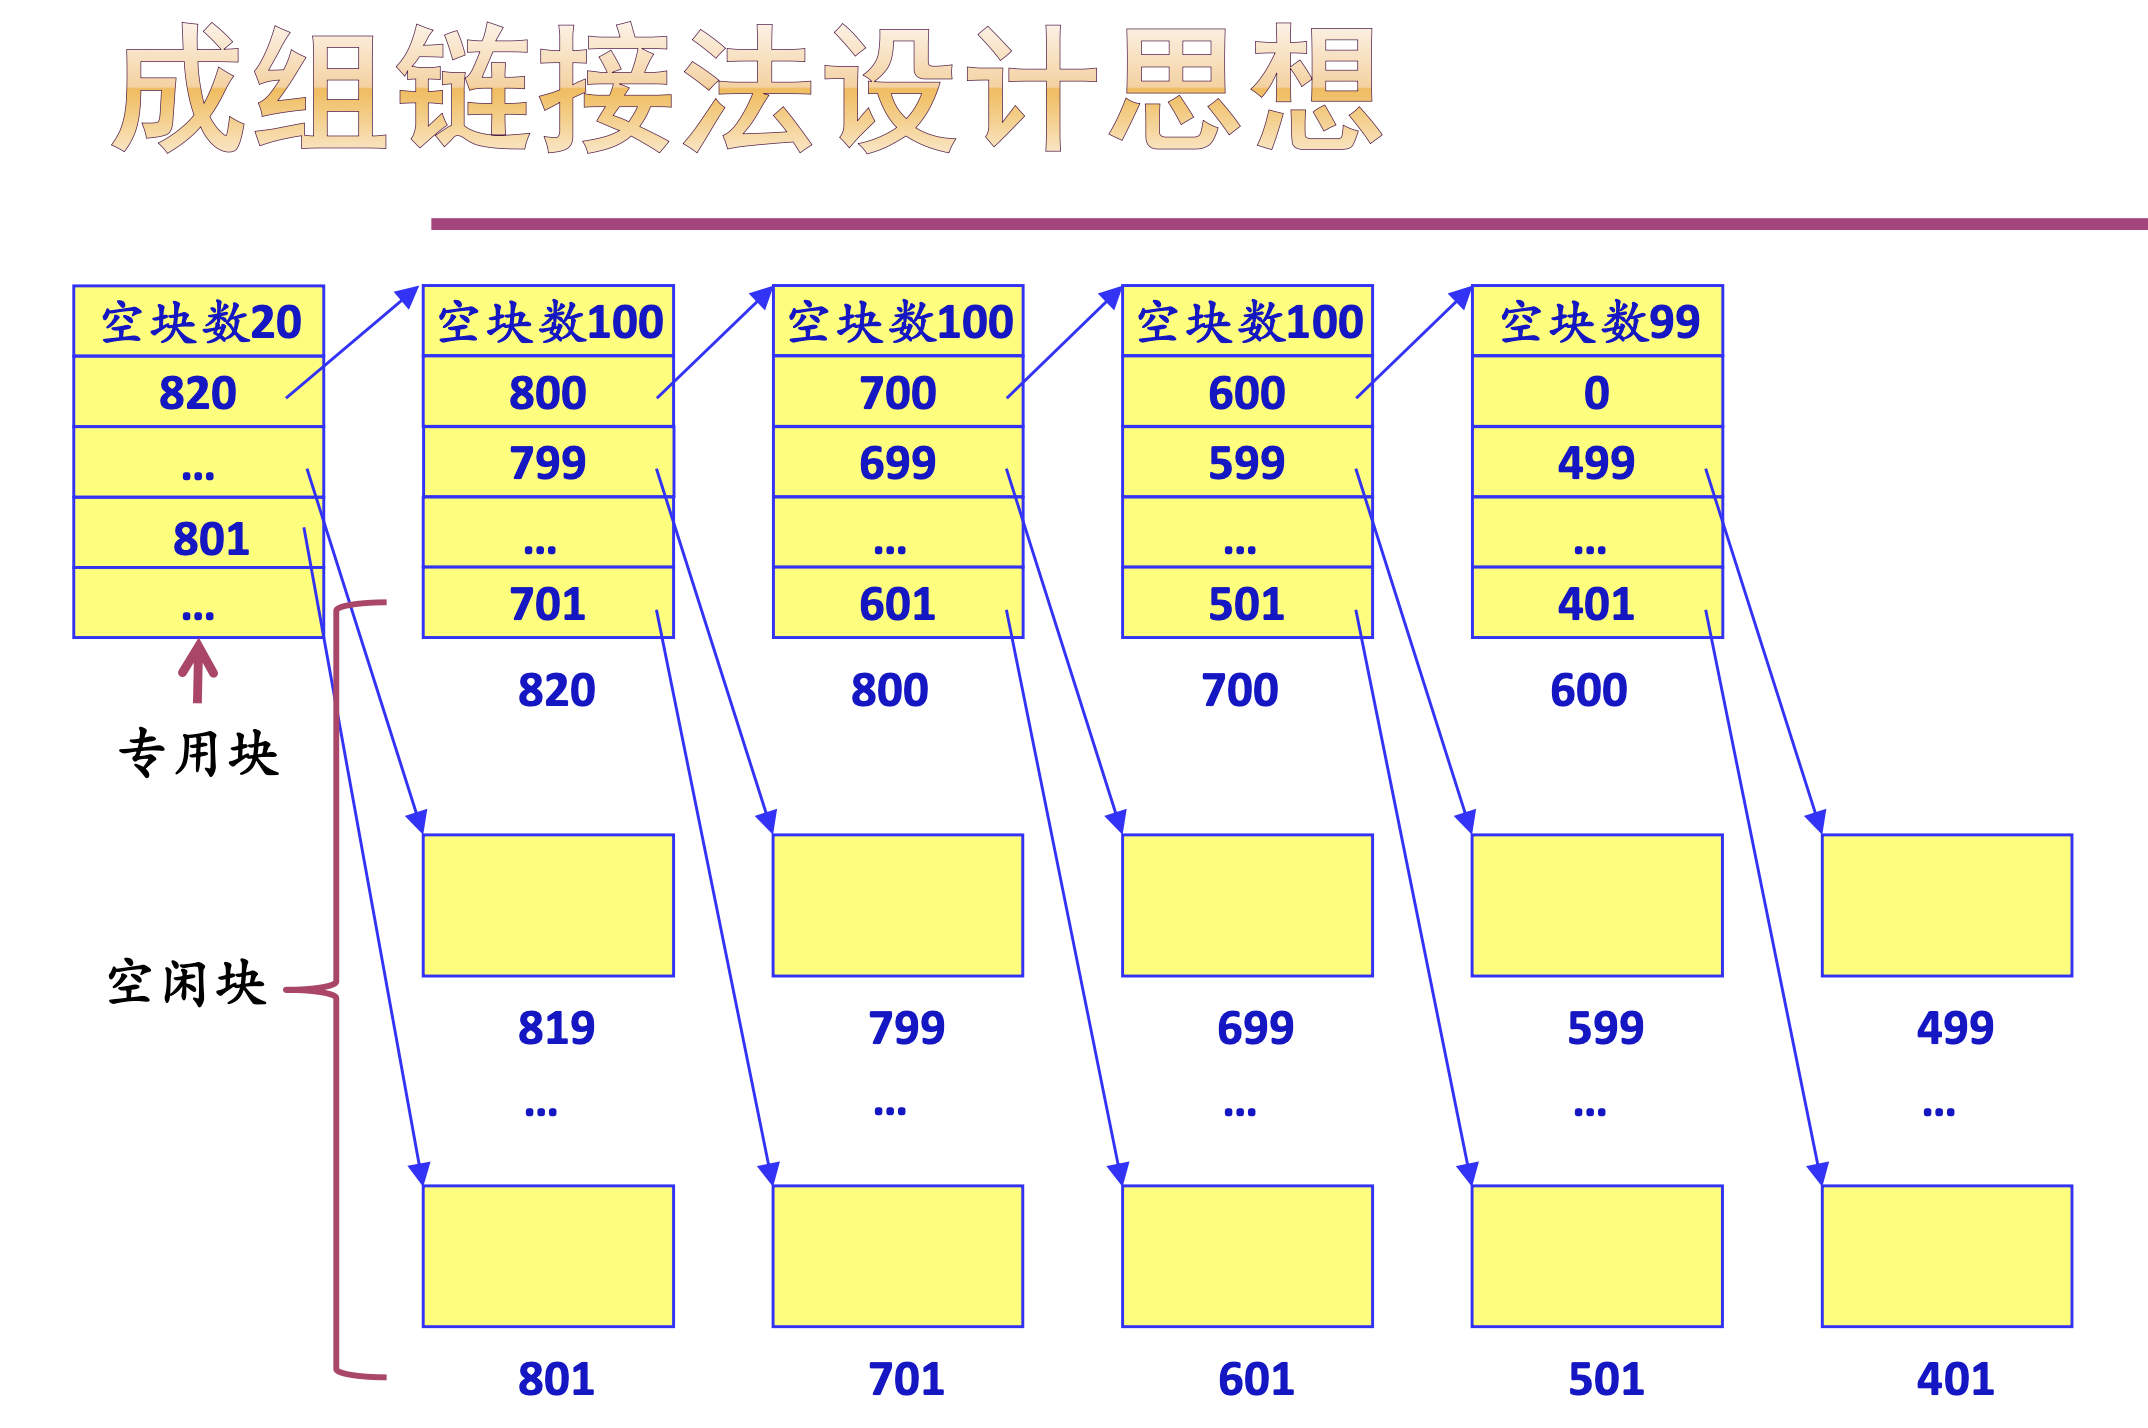 成组链接法设计思想
空块数20 空块数100 空块数100 空块数100 空块数99
820 800 700 600 0
... 799 699 599 499
801 ... ... ... ...
... 701 601 501 401
820 800 700 600
专用块
空闲块
819 799 699 599 499
... ... ... ... ...
801 701 601 501 401